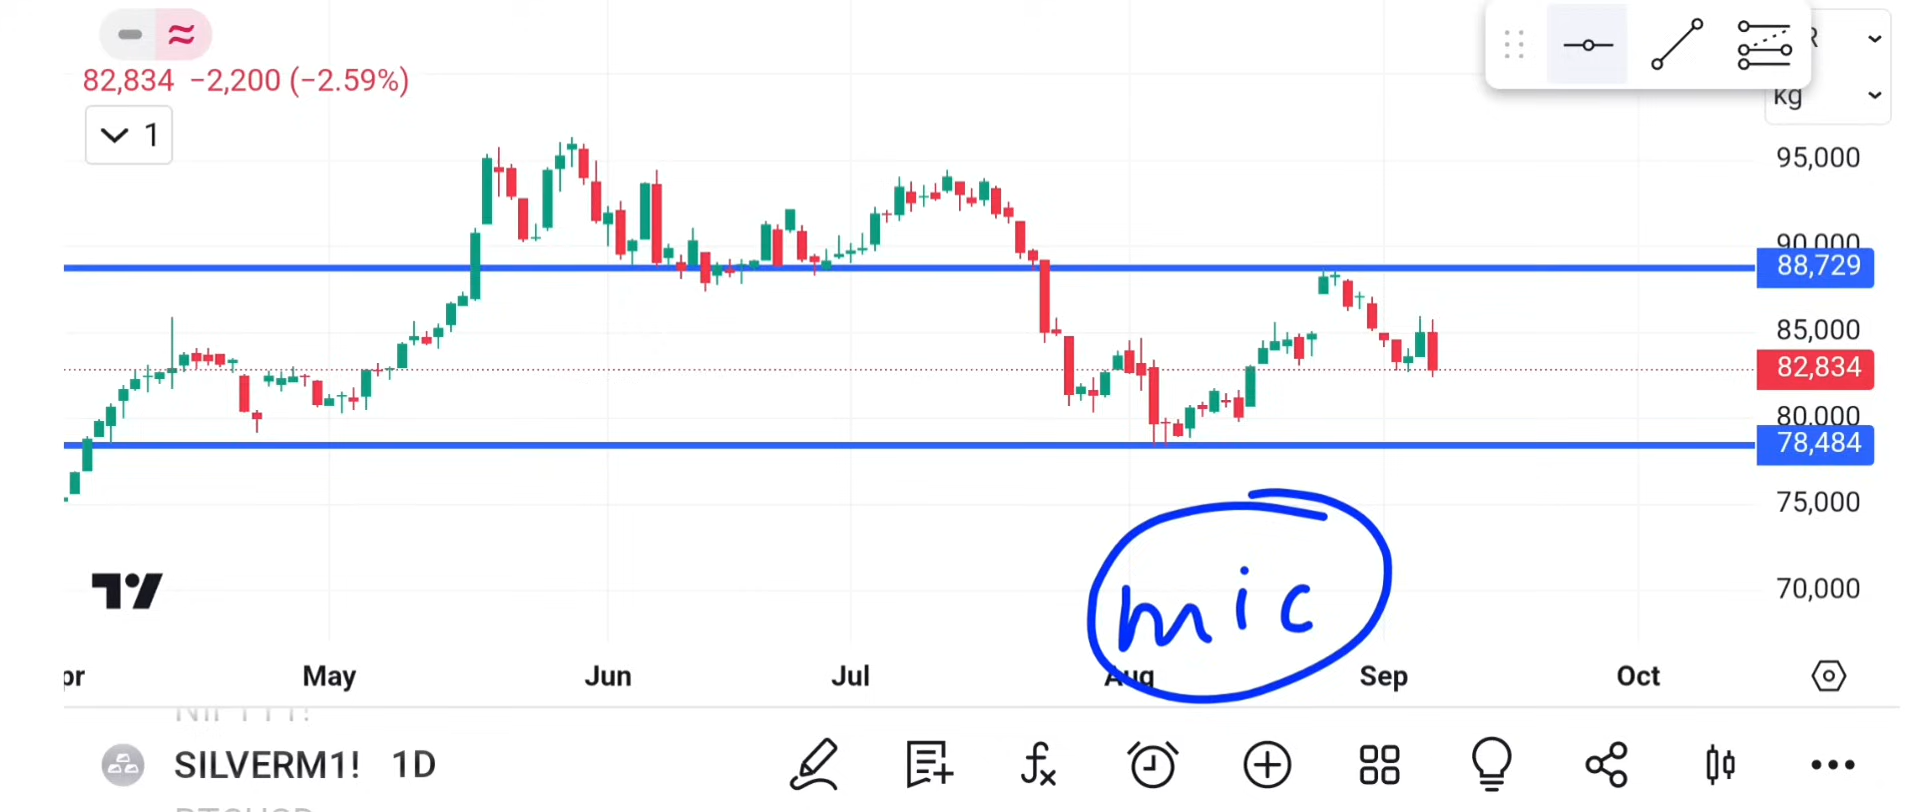 82,834 −2,200 (−2.59%)
1
kg
95,000
90,000
88,729
85,000
82,834
80,000
78,484
75,000
70,000
mic
May Jun Jul Aug Sep Oct
SILVERM1! 1D